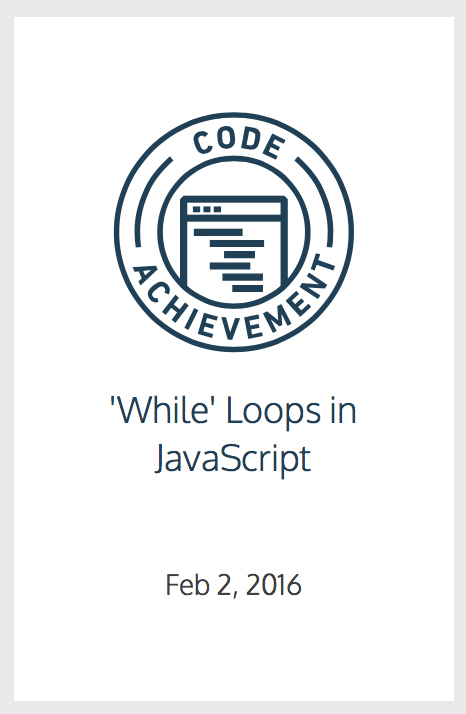 CODE
ACHIEVEMENT
'While' Loops in
JavaScript
Feb 2, 2016